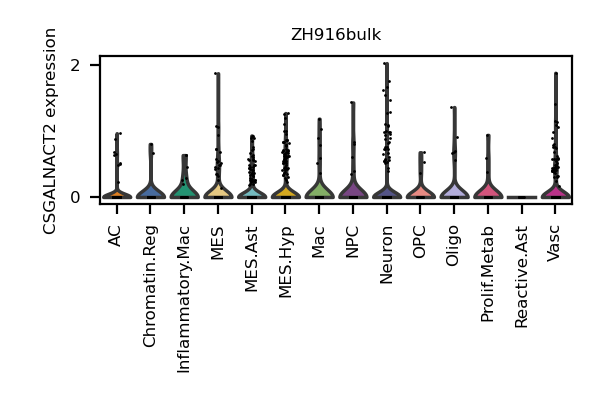 ZH916bulk
CSGALNACT2 expression
2
0
AC
Chromatin.Reg
Inflammatory.Mac
MES
MES.Ast
MES.Hyp
Mac
NPC
Neuron
OPC
Oligo
Prolif.Metab
Reactive.Ast
Vasc